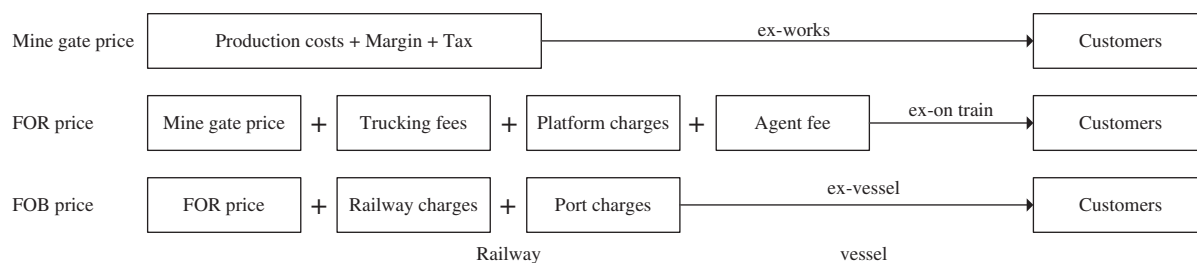 Mine gate price Production costs + Margin + Tax ex-works Customers
FOR price Mine gate price + Trucking fees + Platform charges + Agent fee ex-on train Customers
FOB price FOR price + Railway charges + Port charges ex-vessel Customers
Railway vessel